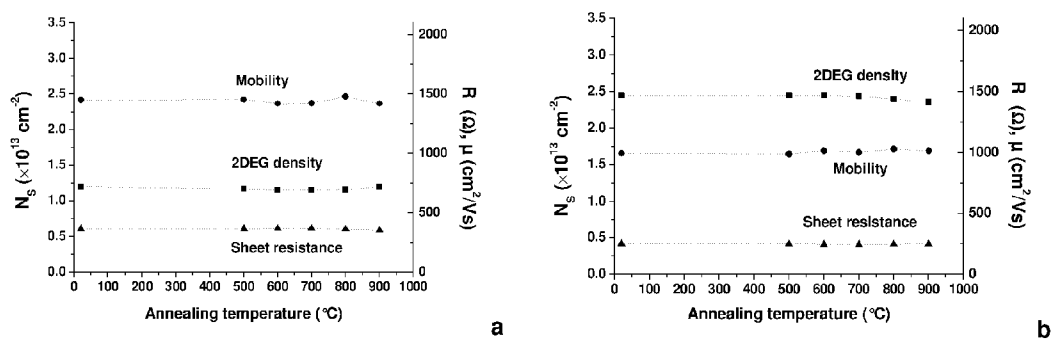 3.5
3.0
2.5
2.0
1.5
1.0
0.5
0.0
N_S (×10^13 cm^-2)
Mobility
2DEG density
Sheet resistance
2000
1500
1000
500
0
R (Ω), μ (cm^2/Vs)
0 100 200 300 400 500 600 700 800 900 1000
Annealing temperature (°C)
a
3.5
3.0
2.5
2.0
1.5
1.0
0.5
0.0
N_S (×10^13 cm^-2)
2DEG density
Mobility
Sheet resistance
2000
1500
1000
500
0
R (Ω), μ (cm^2/Vs)
0 100 200 300 400 500 600 700 800 900 1000
Annealing temperature (°C)
b